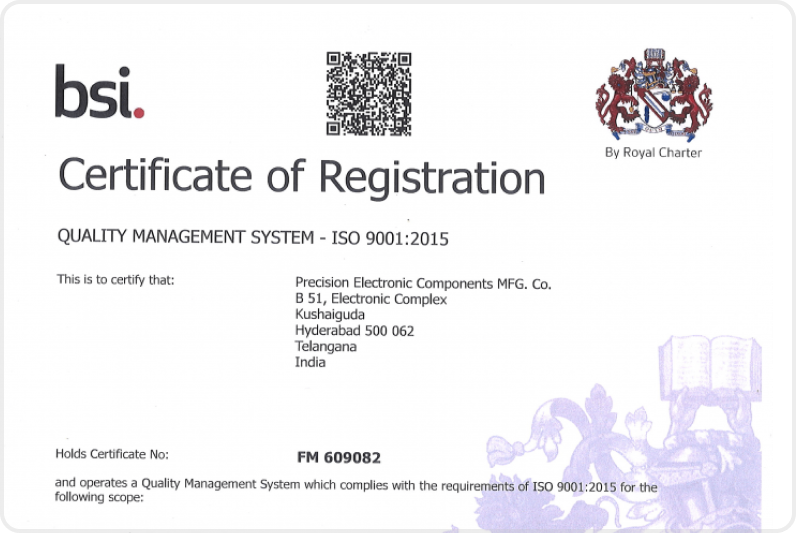 bsi.
By Royal Charter
Certificate of Registration
QUALITY MANAGEMENT SYSTEM - ISO 9001:2015
This is to certify that:
Precision Electronic Components MFG. Co.
B 51, Electronic Complex
Kushaiguda
Hyderabad 500 062
Telangana
India
Holds Certificate No:
FM 609082
and operates a Quality Management System which complies with the requirements of ISO 9001:2015 for the
following scope: